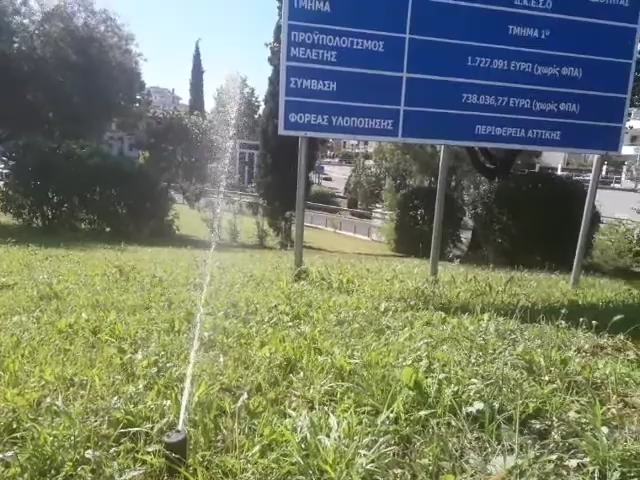 ΤΜΗΜΑ
Δ.Κ.Ε.Σ.Ο
ΤΜΗΜΑ 1ο
ΠΡΟΫΠΟΛΟΓΙΣΜΟΣ
ΜΕΛΕΤΗΣ
1.727.091 ΕΥΡΩ (χωρίς ΦΠΑ)
ΣΥΜΒΑΣΗ
738.036,77 ΕΥΡΩ (χωρίς ΦΠΑ)
ΦΟΡΕΑΣ ΥΛΟΠΟΙΗΣΗΣ
ΠΕΡΙΦΕΡΕΙΑ ΑΤΤΙΚΗΣ